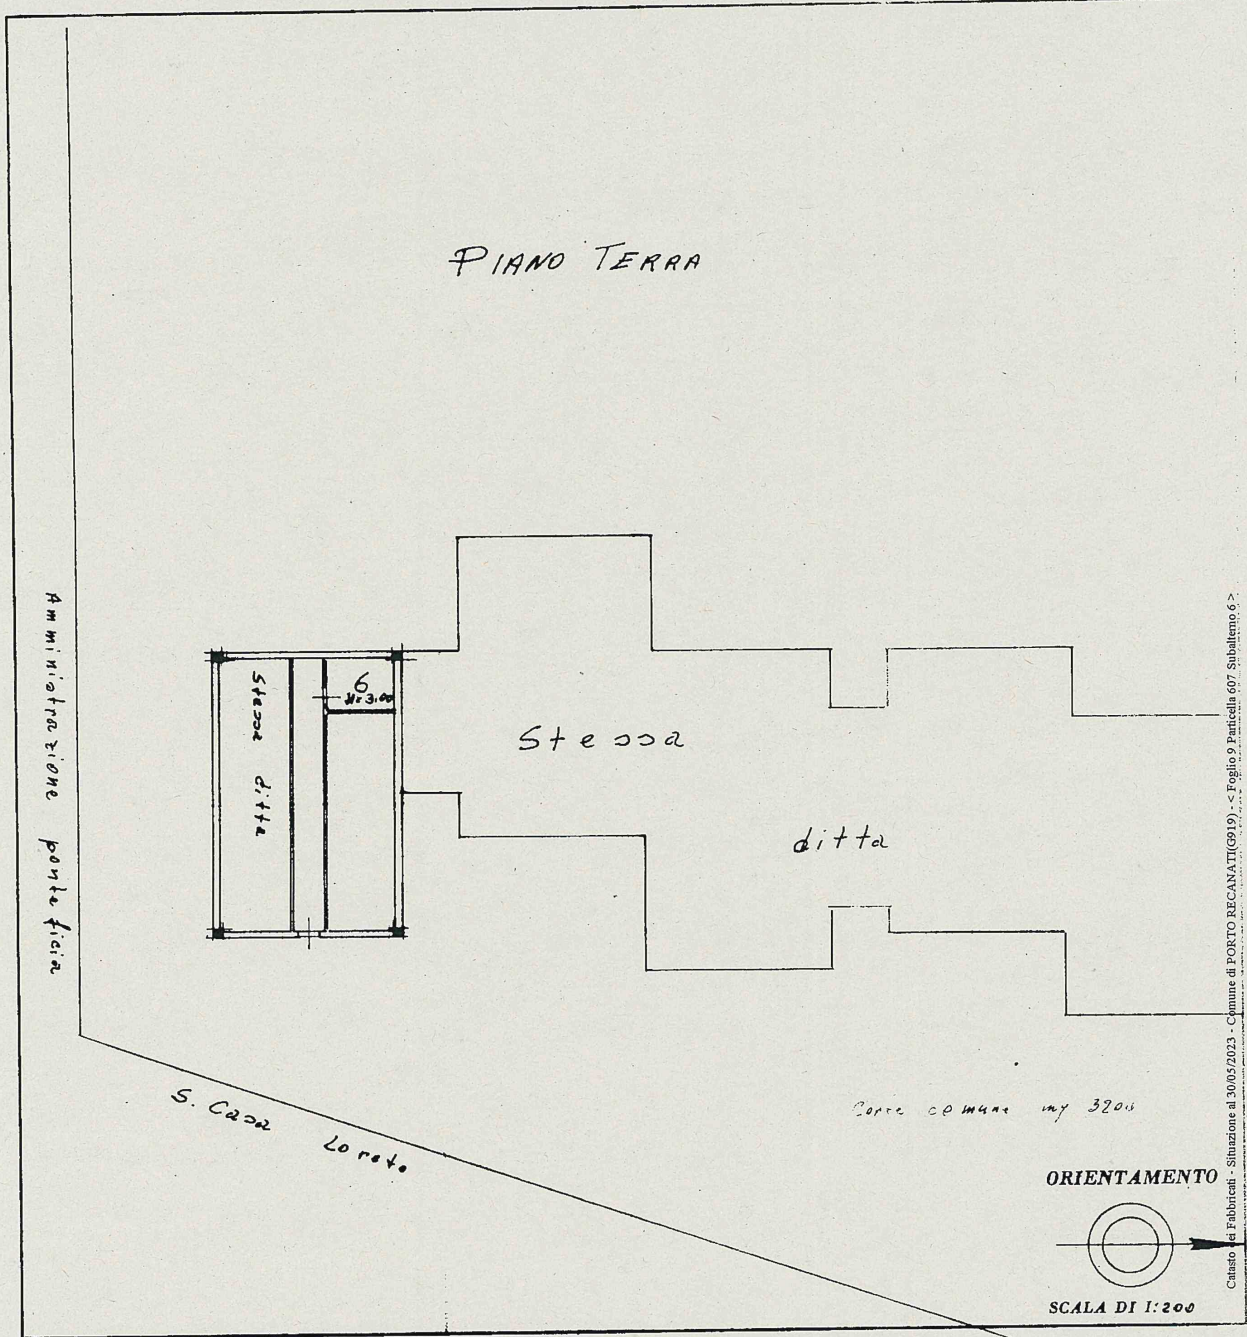 PIANO TERRA
Amministrazione pontificia
6
H=3.00
Stessa ditta
Stessa
ditta
S. Casa Loreto
Corte comune mq 3200
ORIENTAMENTO
SCALA DI 1:200
Catasto dei Fabbricati - Situazione al 30/05/2023 - Comune di PORTO RECANATI(G919) - < Foglio 9 Particella 607 Subalterno 6 >